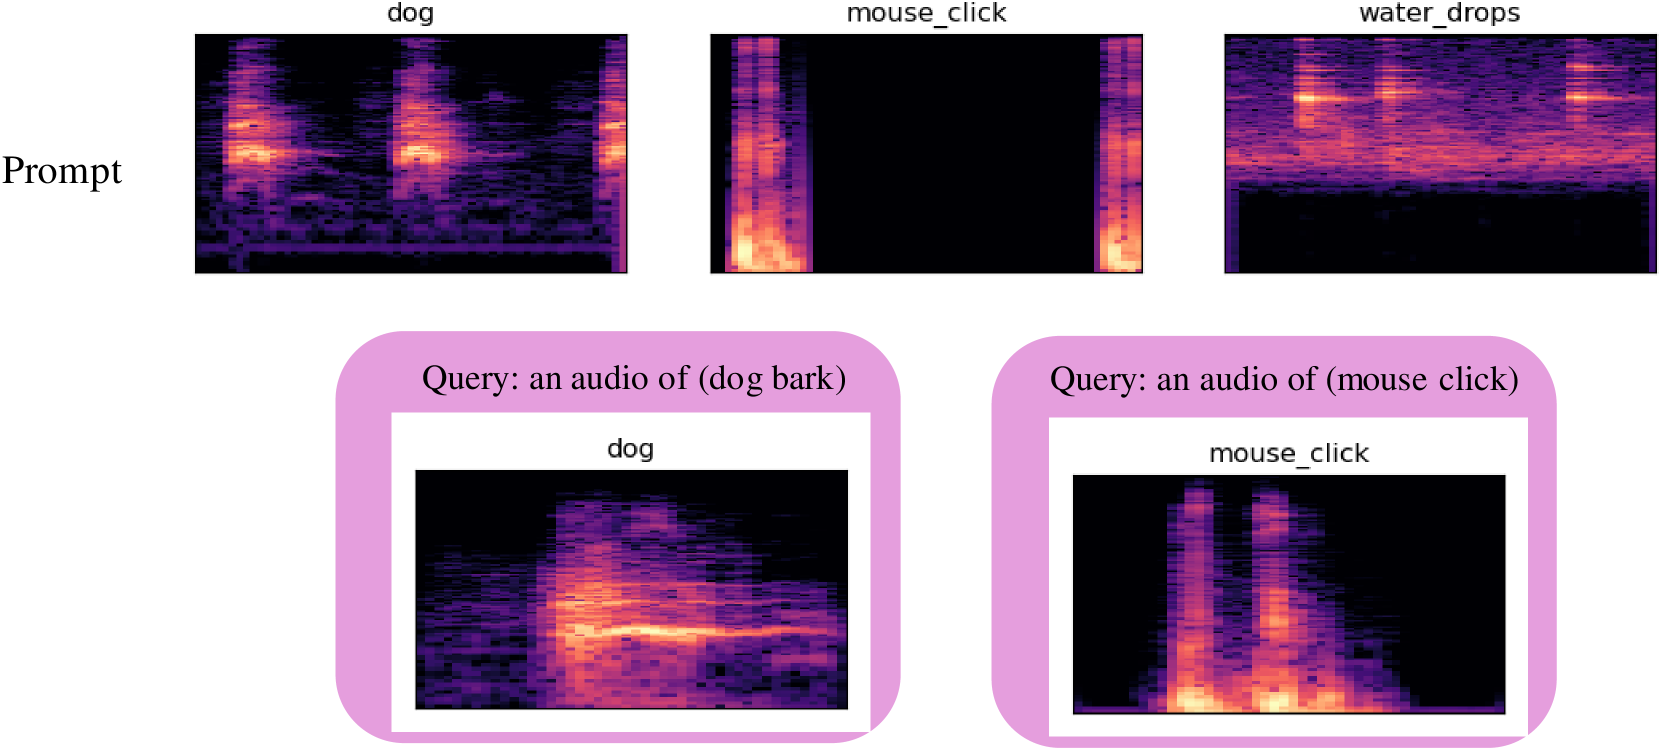 dog
mouse_click
water_drops
Prompt
Query: an audio of (dog bark)
Query: an audio of (mouse click)
dog
mouse_click